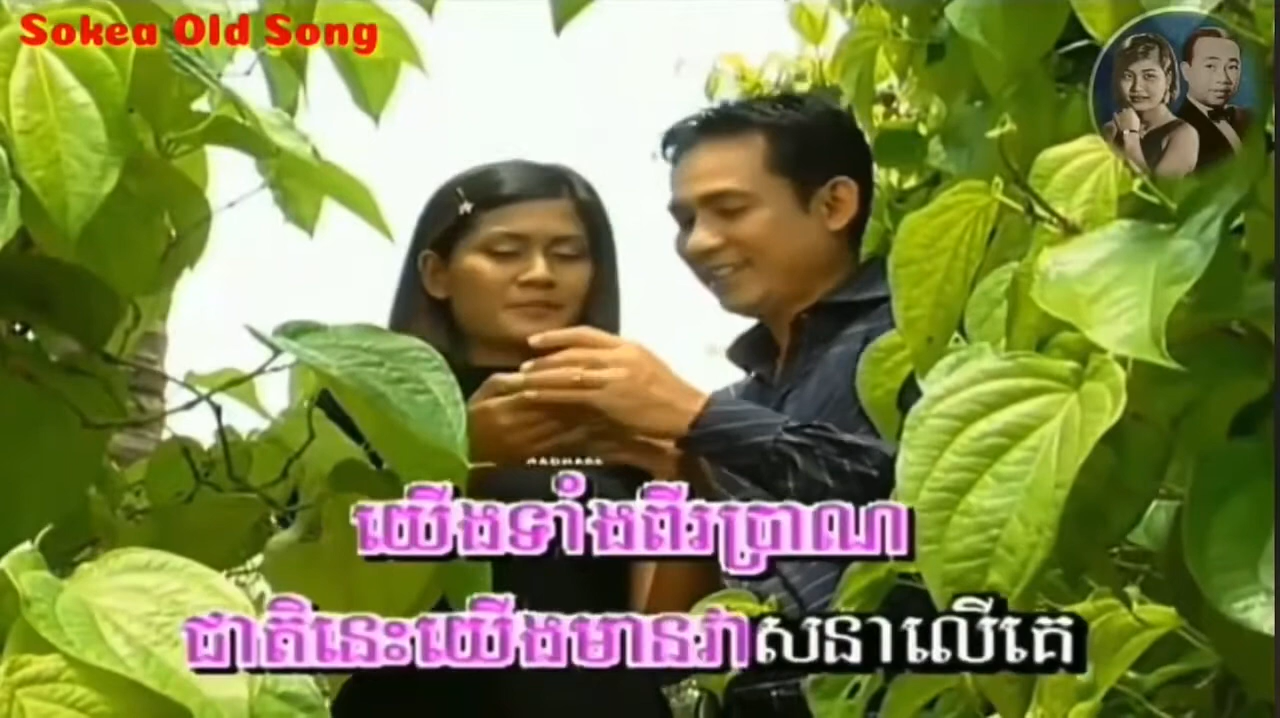 Sokea Old Song
យើងទាំងពីរប្រាណ
ជាតិនេះយើងមានវាសនាលើគេ